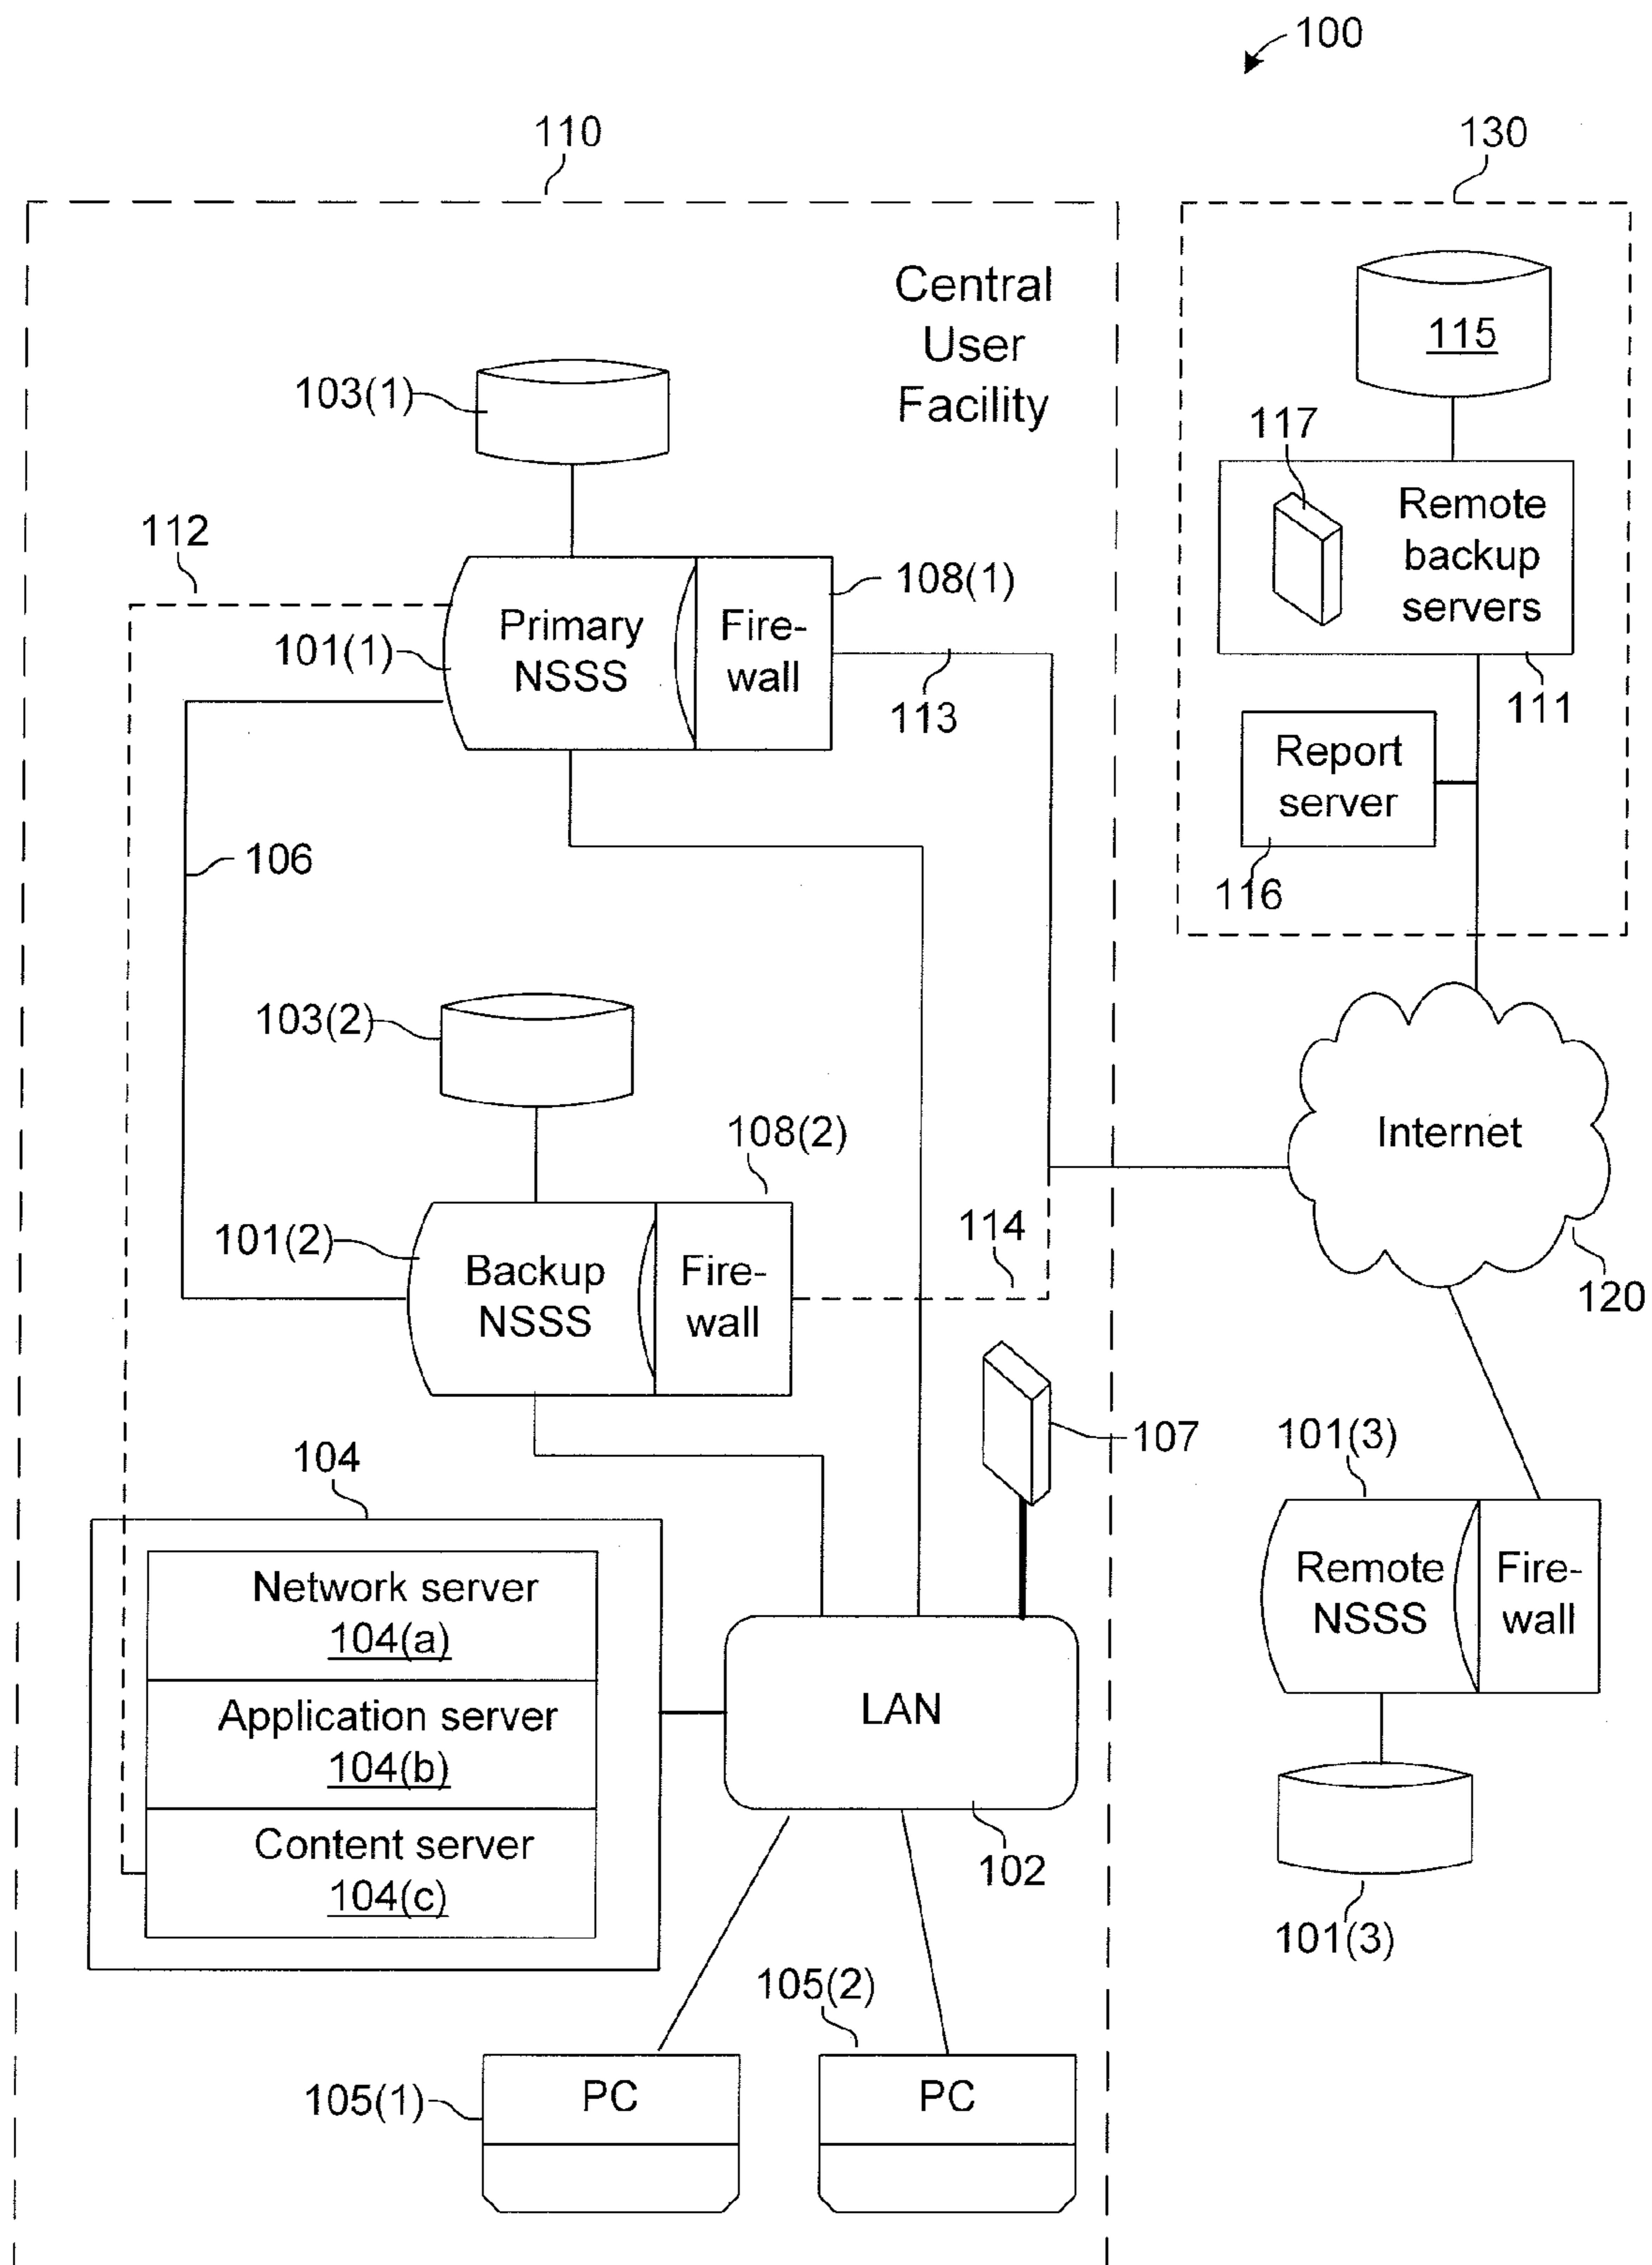 100
110
130
Central
User
Facility
115
103(1)
117
Remote
backup
servers
112
108(1)
Primary
NSSS
Fire-
wall
101(1)
113
111
Report
server
106
116
103(2)
108(2)
Internet
101(2)
Backup
NSSS
Fire-
wall
114
120
107
101(3)
104
Remote
NSSS
Fire-
wall
Network server
104(a)
Application server
104(b)
LAN
Content server
104(c)
102
101(3)
105(2)
105(1)
PC
PC